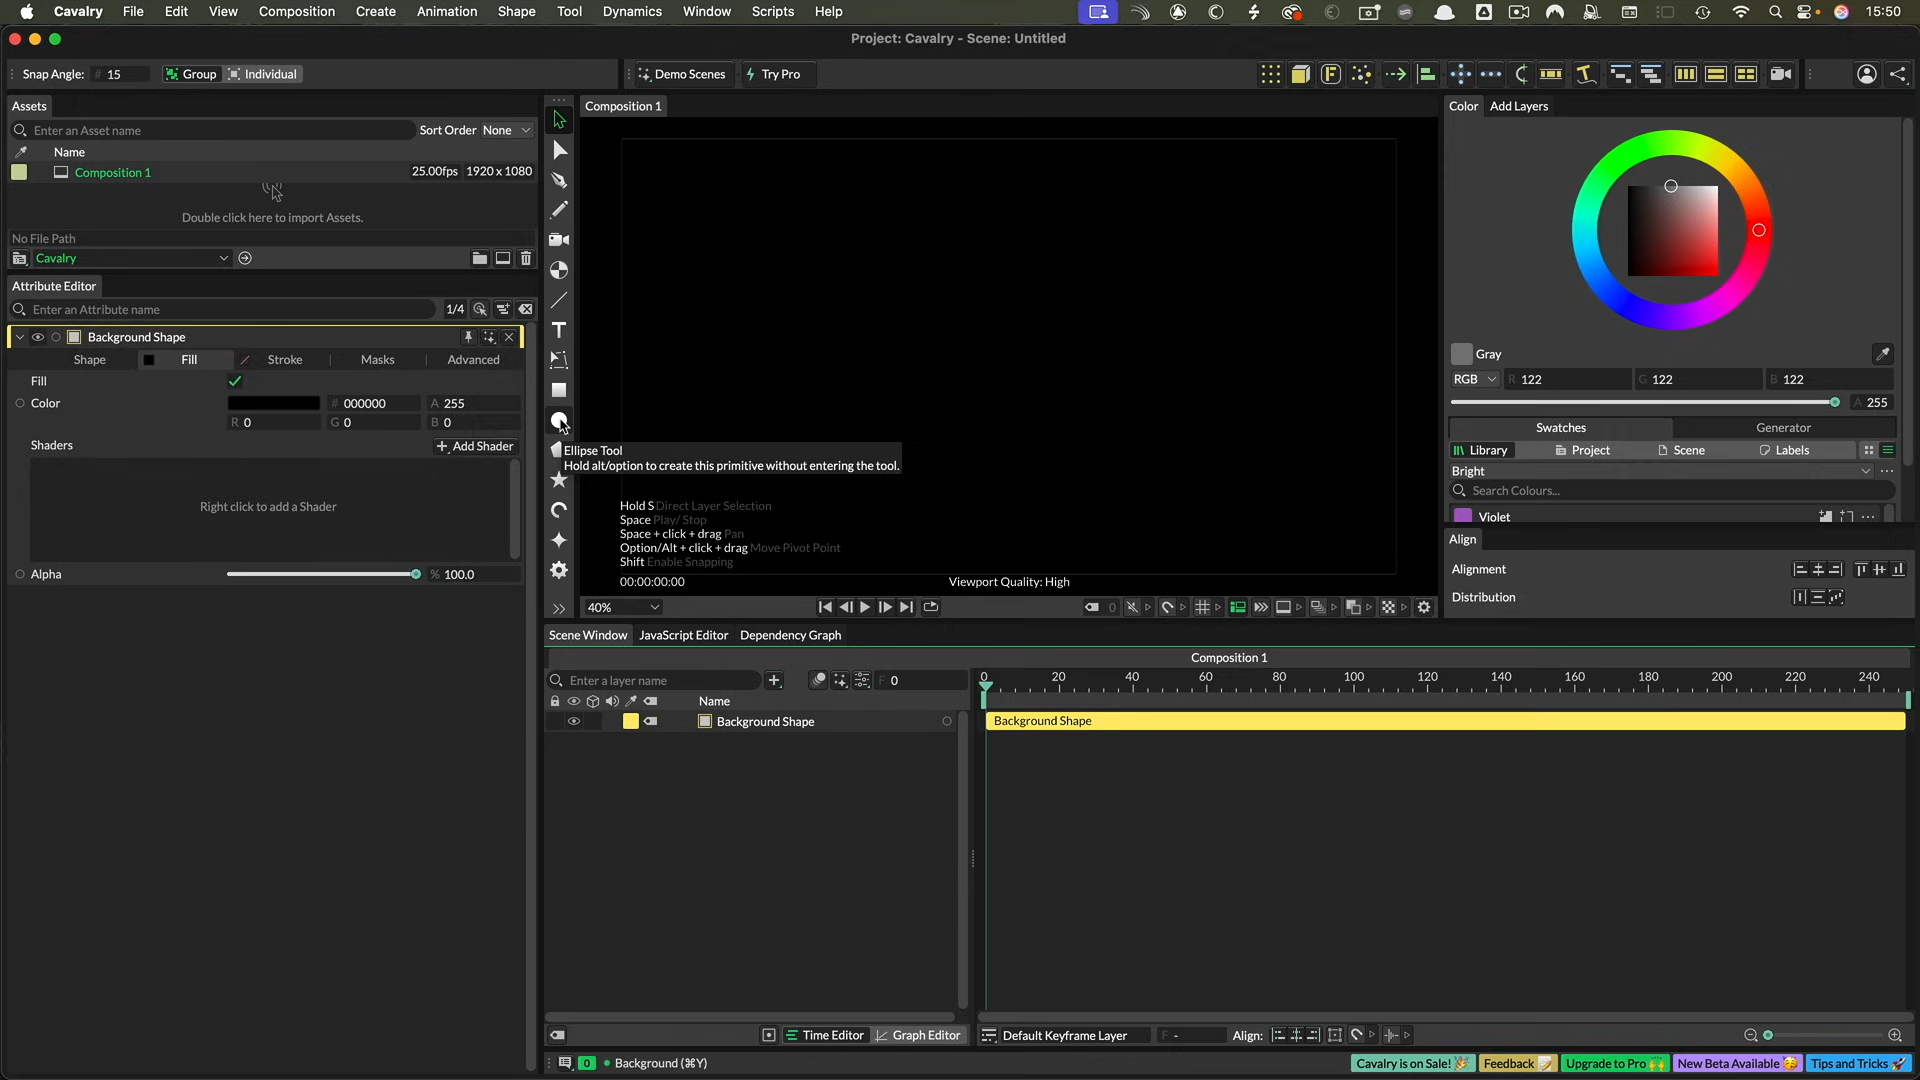 Cavalry File Edit View Composition Create Animation Shape Tool Dynamics Window Scripts Help 15:50
Project: Cavalry - Scene: Untitled
Snap Angle: # 15 Group Individual Demo Scenes Try Pro
Assets
Enter an Asset name Sort Order None
Name
Composition 1 25.00fps 1920 x 1080
Double click here to import Assets.
No File Path
Cavalry
Attribute Editor
Enter an Attribute name 1/4
Background Shape
Shape Fill Stroke Masks Advanced
Fill
Color # 000000 A 255
R 0 G 0 B 0
Shaders + Add Shader
Right click to add a Shader
Alpha % 100.0
Composition 1
T
Ellipse Tool
Hold alt/option to create this primitive without entering the tool.
Hold S Direct Layer Selection
Space Play/ Stop
Space + click + drag Pan
Option/Alt + click + drag Move Pivot Point
Shift Enable Snapping
00:00:00:00 Viewport Quality: High
40% 0
Color Add Layers
Gray
RGB R 122 G 122 B 122
A 255
Swatches Generator
Library Project Scene Labels
Bright
Search Colours...
Violet
Align
Alignment
Distribution
Scene Window JavaScript Editor Dependency Graph
Composition 1
Enter a layer name F 0
0 20 40 60 80 100 120 140 160 180 200 220 240
Name
Background Shape
Background Shape
Time Editor Graph Editor Default Keyframe Layer F - Align:
0 Background (⌘Y) Cavalry is on Sale! 🎉 Feedback 📝 Upgrade to Pro 🙌 New Beta Available 🥳 Tips and Tricks 🚀